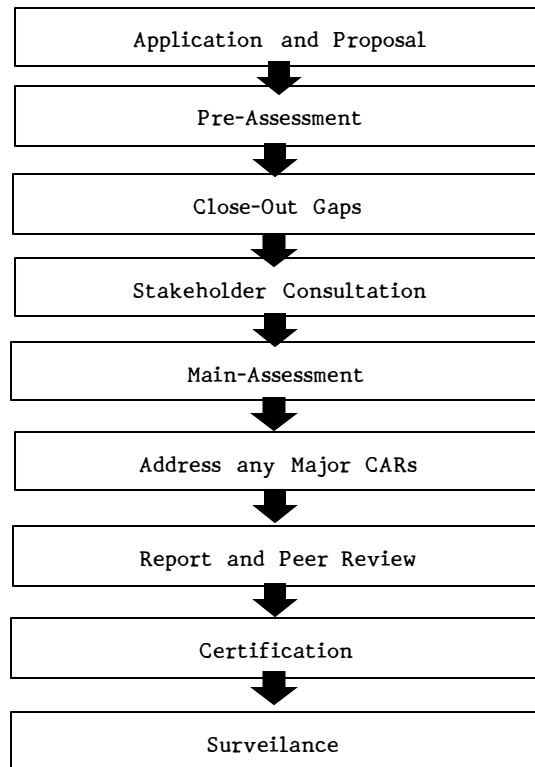 Application and Proposal
Pre-Assessment
Close-Out Gaps
Stakeholder Consultation
Main-Assessment
Address any Major CARs
Report and Peer Review
Certification
Surveilance